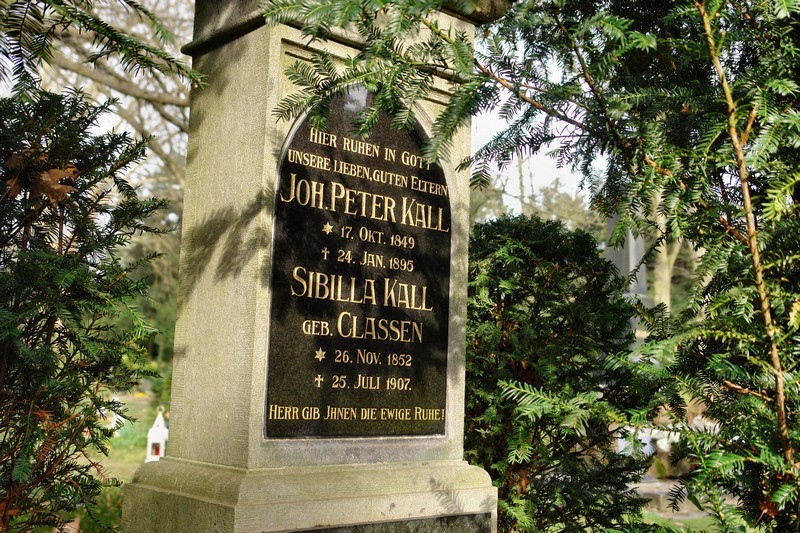 HIER RUHEN IN GOTT
UNSERE LIEBEN, GUTEN ELTERN
JOH. PETER KALL
* 17. OKT. 1849
† 24. JAN. 1895
SIBILLA KALL
GEB. CLASSEN
* 26. NOV. 1852
† 25. JULI 1907.
HERR GIB JHNEN DIE EWIGE RUHE!